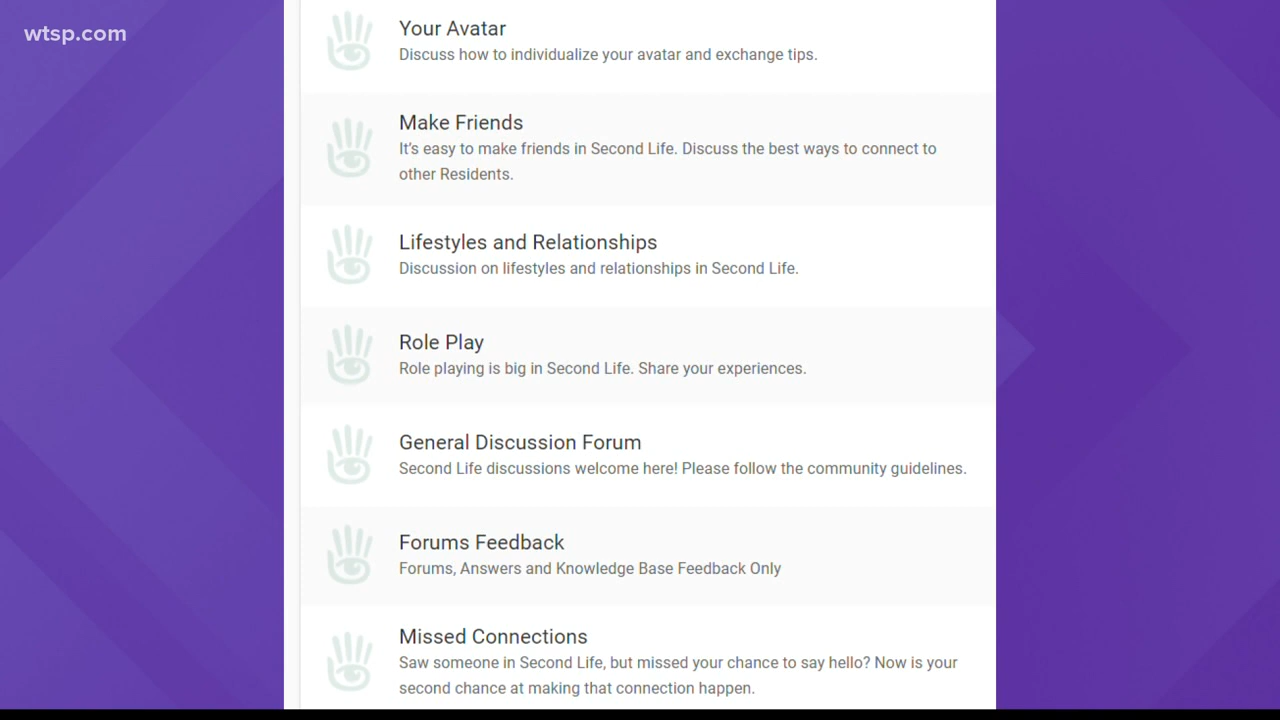 wtsp.com
Your Avatar
Discuss how to individualize your avatar and exchange tips.
Make Friends
It's easy to make friends in Second Life. Discuss the best ways to connect to
other Residents.
Lifestyles and Relationships
Discussion on lifestyles and relationships in Second Life.
Role Play
Role playing is big in Second Life. Share your experiences.
General Discussion Forum
Second Life discussions welcome here! Please follow the community guidelines.
Forums Feedback
Forums, Answers and Knowledge Base Feedback Only
Missed Connections
Saw someone in Second Life, but missed your chance to say hello? Now is your
second chance at making that connection happen.